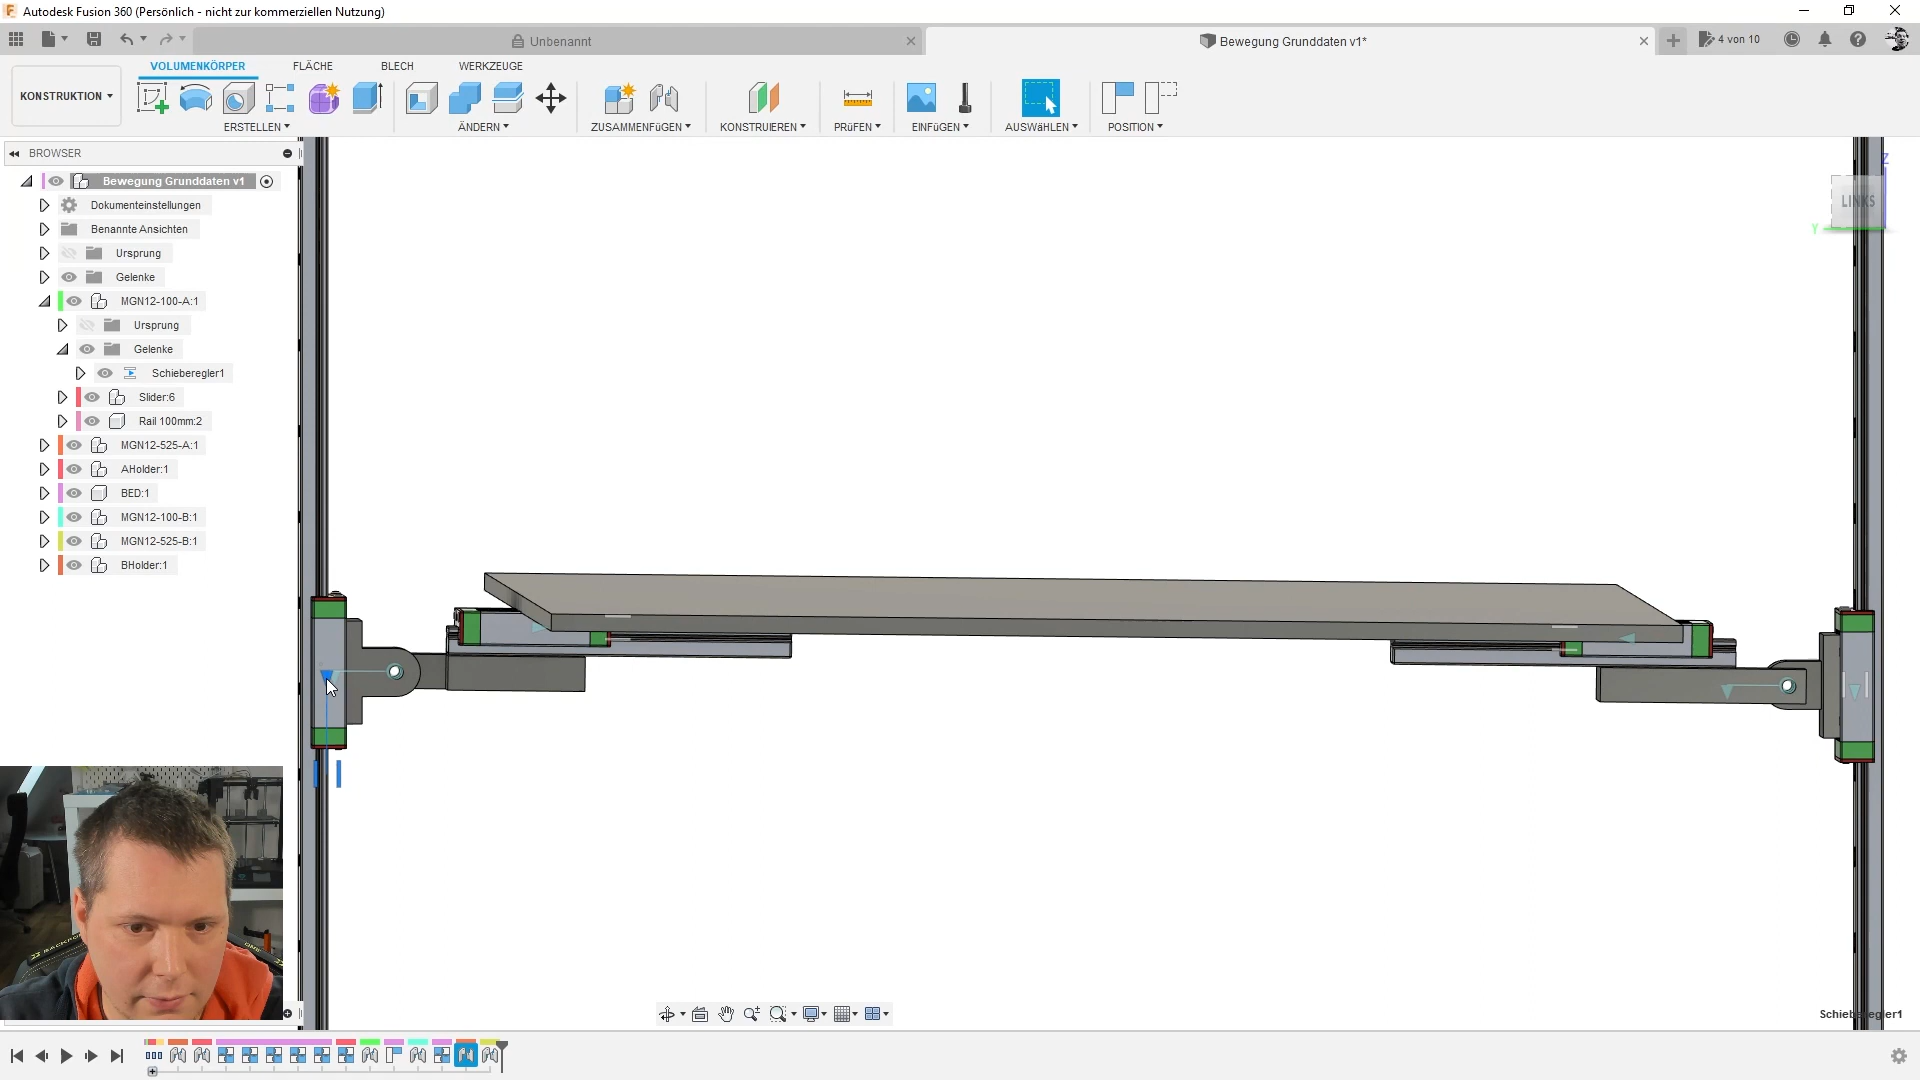 Autodesk Fusion 360 (Persönlich - nicht zur kommerziellen Nutzung)
Unbenannt
Bewegung Grunddaten v1*
4 von 10
KONSTRUKTION
VOLUMENKÖRPER
FLÄCHE
BLECH
WERKZEUGE
ERSTELLEN
ÄNDERN
ZUSAMMENFüGEN
KONSTRUIEREN
PRüFEN
EINFüGEN
AUSWäHLEN
POSITION
BROWSER
Bewegung Grunddaten v1
Dokumenteinstellungen
Benannte Ansichten
Ursprung
Gelenke
MGN12-100-A:1
Ursprung
Gelenke
Schieberegler1
Slider:6
Rail 100mm:2
MGN12-525-A:1
AHolder:1
BED:1
MGN12-100-B:1
MGN12-525-B:1
BHolder:1
Z
LINKS
Y
Schieberegler1